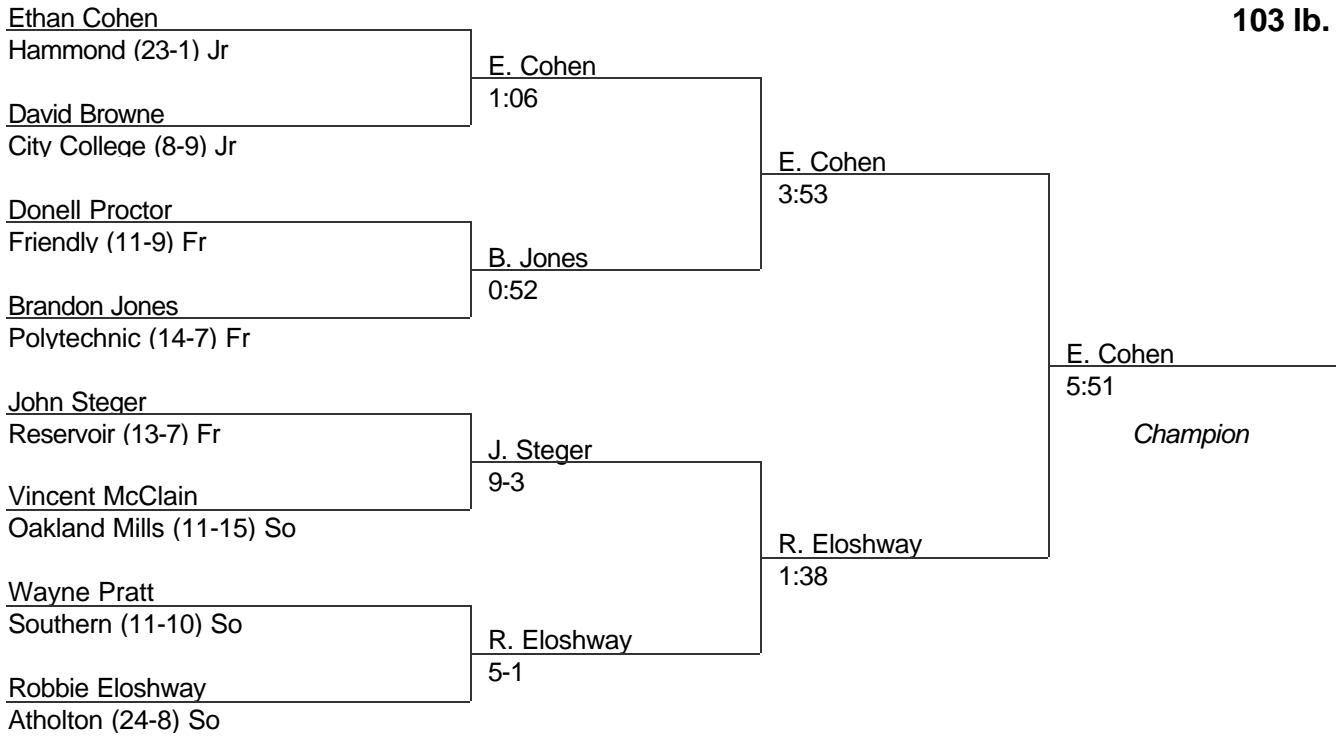 103 lb.
Ethan Cohen
Hammond (23-1) Jr
David Browne
City College (8-9) Jr
Donell Proctor
Friendly (11-9) Fr
Brandon Jones
Polytechnic (14-7) Fr
John Steger
Reservoir (13-7) Fr
Vincent McClain
Oakland Mills (11-15) So
Wayne Pratt
Southern (11-10) So
Robbie Eloshway
Atholton (24-8) So
E. Cohen
1:06
B. Jones
0:52
J. Steger
9-3
R. Eloshway
5-1
E. Cohen
3:53
R. Eloshway
1:38
E. Cohen
5:51
Champion